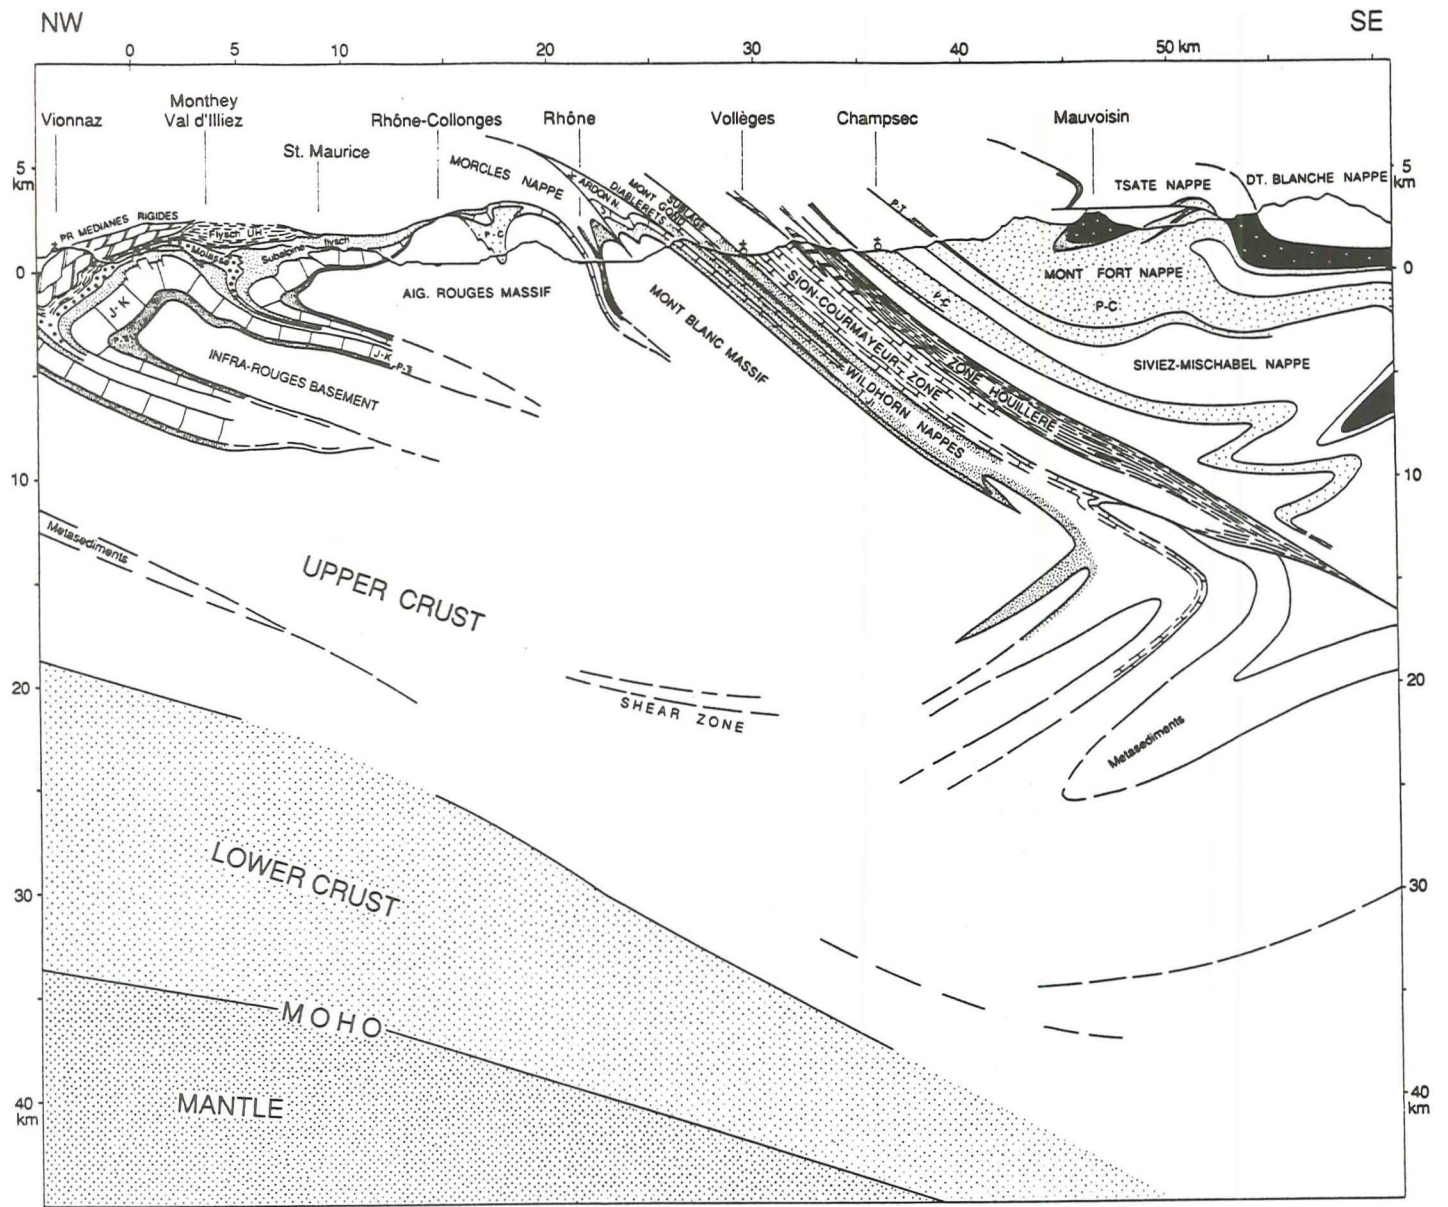 NW
SE
0 5 10 20 30 40 50 km
Vionnaz
Monthey
Val d'Illiez
St. Maurice
Rhône-Collonges
Rhône
Vollèges
Champsec
Mauvoisin
5
km
0
10
20
30
40
km
5
km
0
10
20
30
40
km
PR MEDIANES RIGIDES
Flysch UH
Molasse
Subalpine flysch
MORCLES NAPPE
ARDON N.
DIABLERETS
MONT GOND
SUBLAGE
P-T
TSATE NAPPE
DT. BLANCHE NAPPE
P-C
AIG. ROUGES MASSIF
J-K
INFRA-ROUGES BASEMENT
J-K
MONT BLANC MASSIF
SION-COURMAYEUR ZONE
ZONE HOUILLERE
WILDHORN NAPPES
P-C
MONT FORT NAPPE
P-C
SIVIEZ-MISCHABEL NAPPE
Metasediments
UPPER CRUST
SHEAR ZONE
Metasediments
LOWER CRUST
MOHO
MANTLE